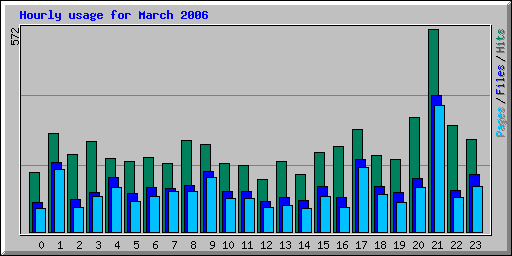 Hourly usage for March 2006
572
Pages/Files/Hits
0 1 2 3 4 5 6 7 8 9 10 11 12 13 14 15 16 17 18 19 20 21 22 23